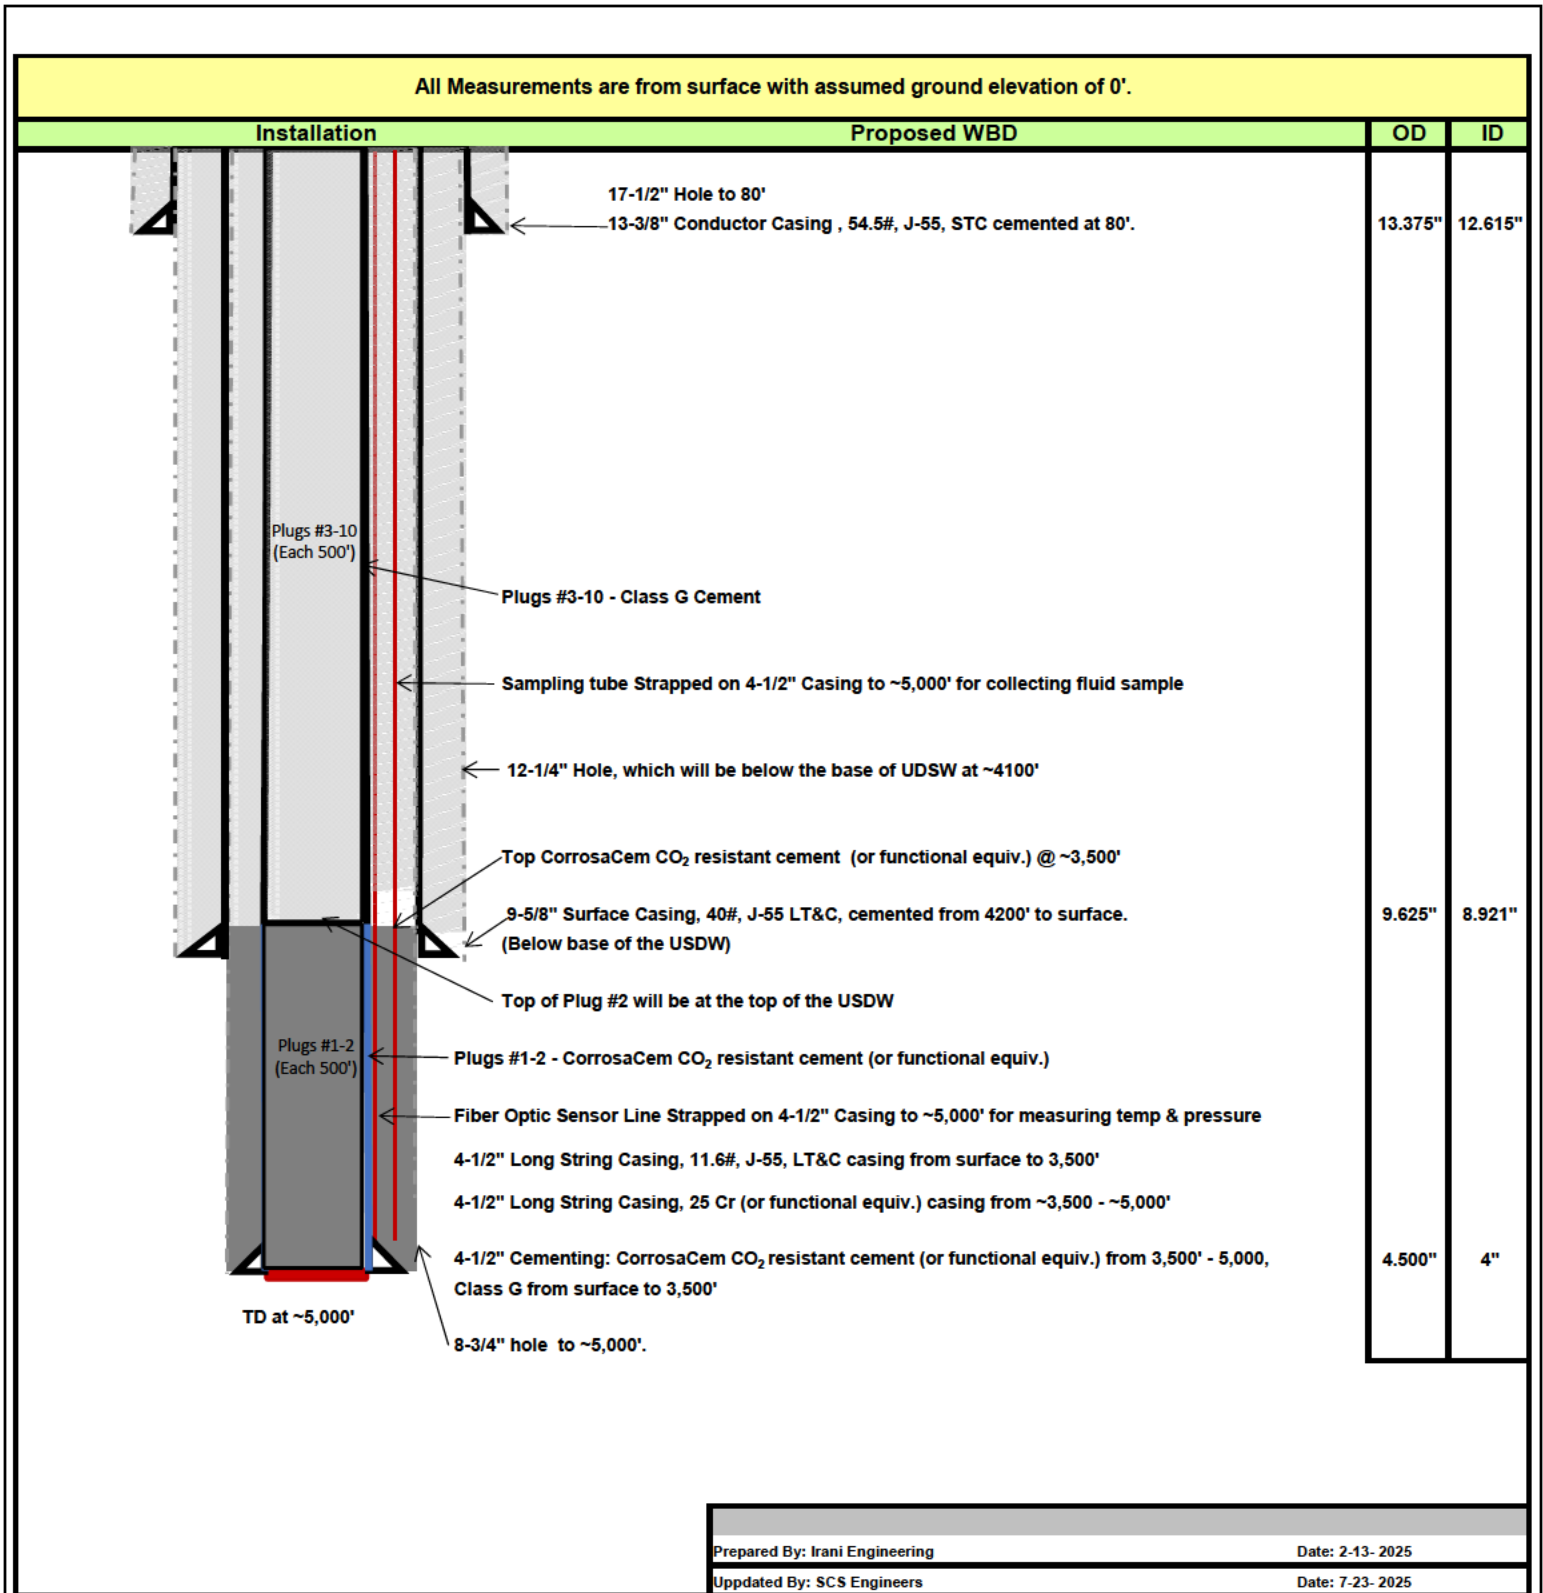 All Measurements are from surface with assumed ground elevation of 0'.
Installation Proposed WBD OD ID
17-1/2" Hole to 80'
13-3/8" Conductor Casing , 54.5#, J-55, STC cemented at 80'. 13.375" 12.615"
Plugs #3-10
(Each 500')
Plugs #3-10 - Class G Cement
Sampling tube Strapped on 4-1/2" Casing to ~5,000' for collecting fluid sample
12-1/4" Hole, which will be below the base of UDSW at ~4100'
Top CorrosaCem CO₂ resistant cement (or functional equiv.) @ ~3,500'
9-5/8" Surface Casing, 40#, J-55 LT&C, cemented from 4200' to surface. 9.625" 8.921"
(Below base of the USDW)
Top of Plug #2 will be at the top of the USDW
Plugs #1-2
(Each 500')
Plugs #1-2 - CorrosaCem CO₂ resistant cement (or functional equiv.)
Fiber Optic Sensor Line Strapped on 4-1/2" Casing to ~5,000' for measuring temp & pressure
4-1/2" Long String Casing, 11.6#, J-55, LT&C casing from surface to 3,500'
4-1/2" Long String Casing, 25 Cr (or functional equiv.) casing from ~3,500 - ~5,000'
4-1/2" Cementing: CorrosaCem CO₂ resistant cement (or functional equiv.) from 3,500' - 5,000, 4.500" 4"
Class G from surface to 3,500'
TD at ~5,000'
8-3/4" hole to ~5,000'.
Prepared By: Irani Engineering Date: 2-13- 2025
Uppdated By: SCS Engineers Date: 7-23- 2025